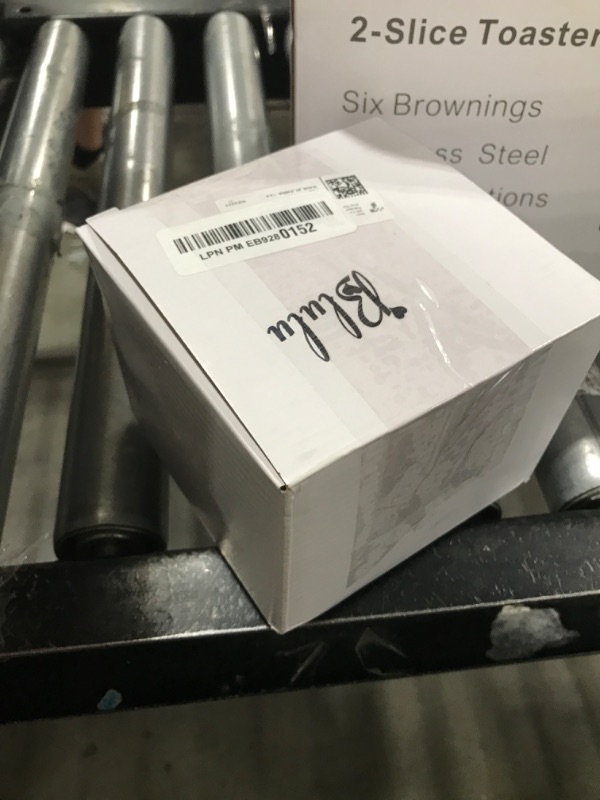 2-Slice Toaster
Six Brownings
ss Steel
tions
LPN PM EB9280152
Blulu